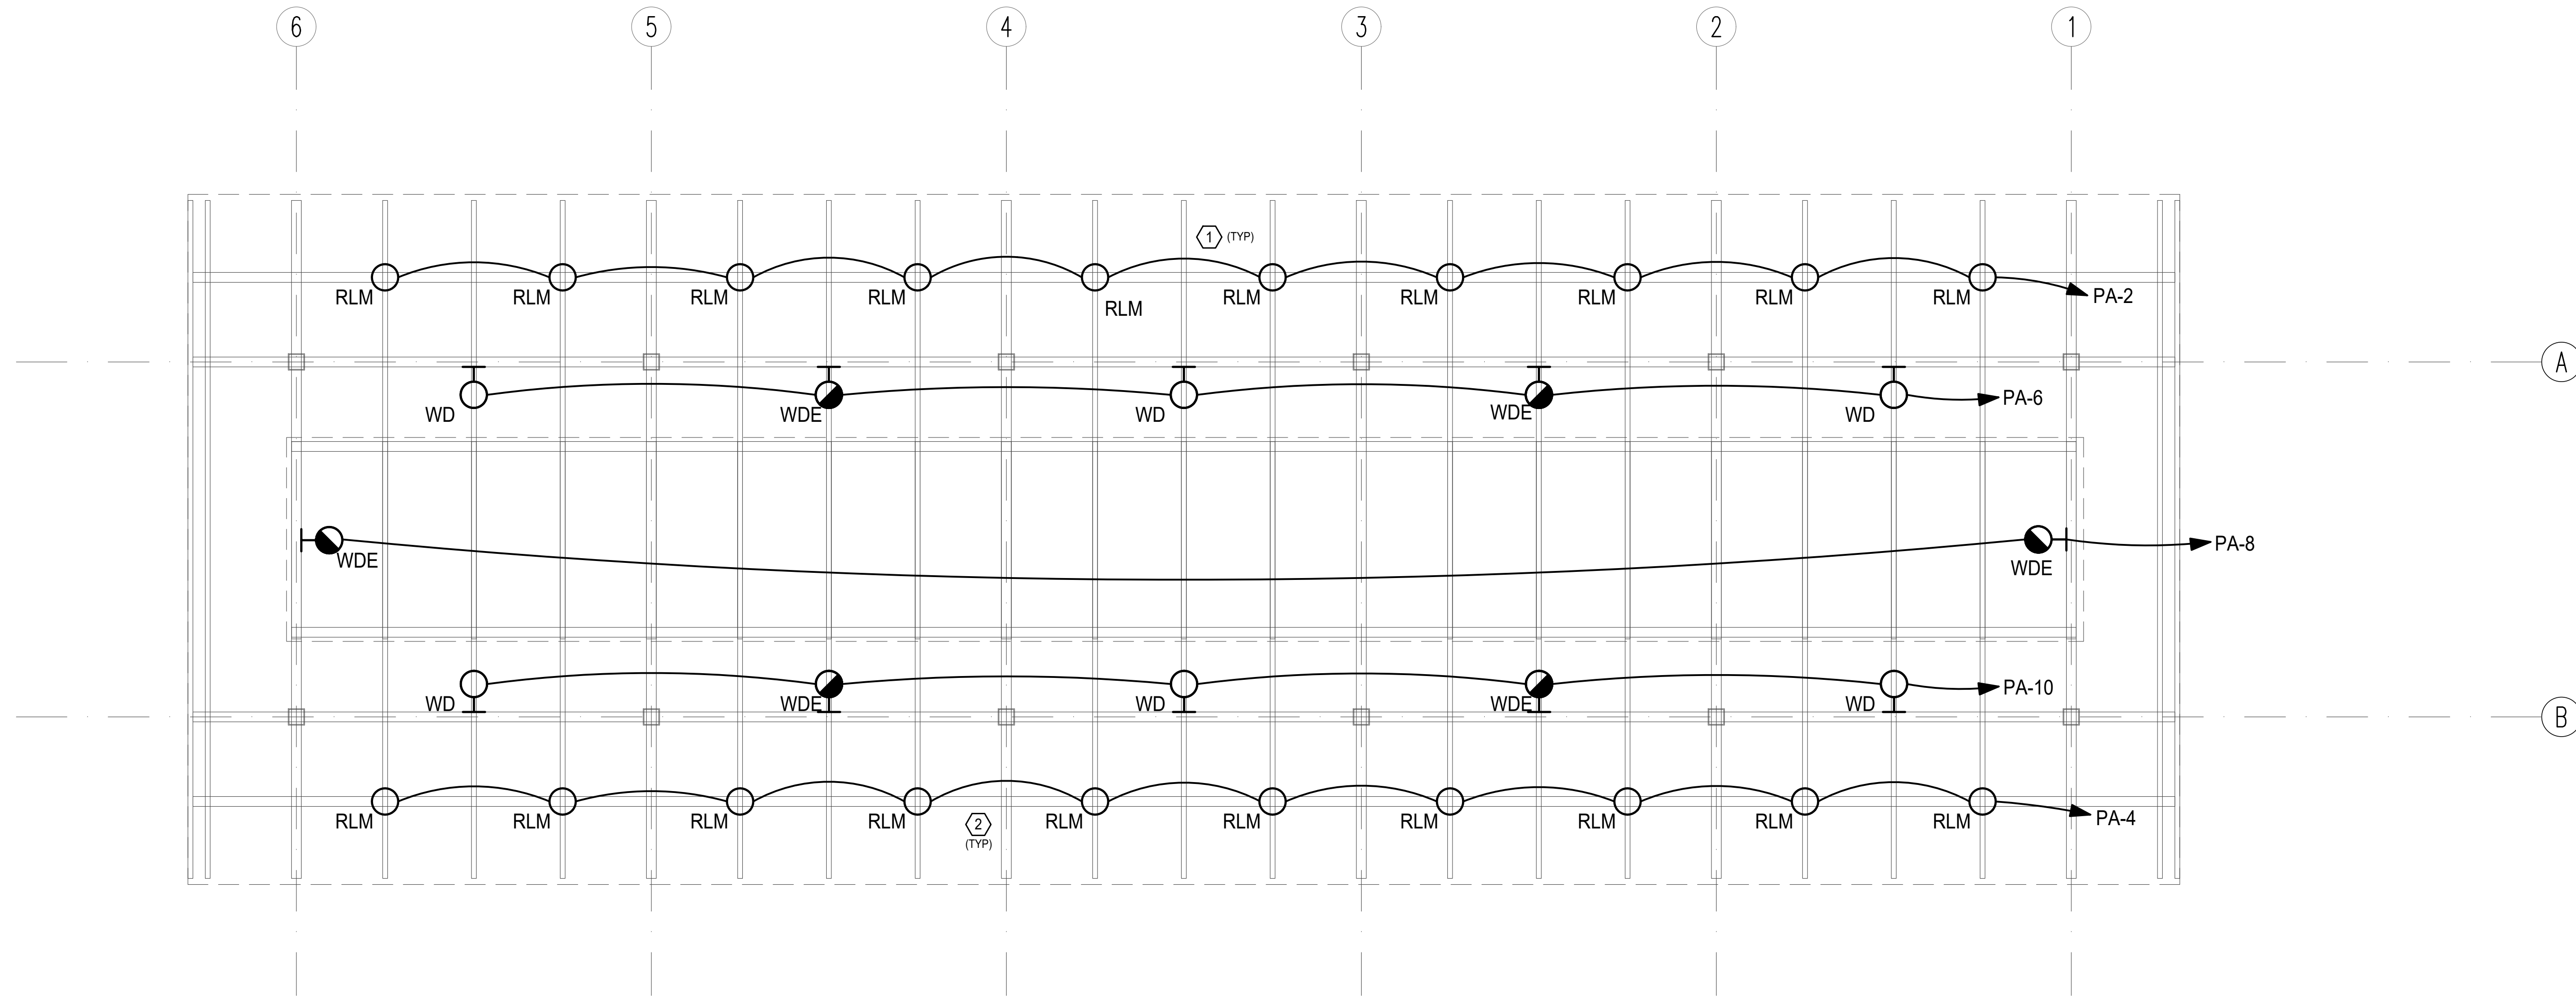 6 5 4 3 2 1
1 (TYP)
RLM RLM RLM RLM RLM RLM RLM RLM RLM RLM PA-2
A
WD WDE WD WDE WD PA-6
WDE WDE PA-8
WD WDE WD WDE WD PA-10
B
RLM RLM RLM RLM RLM RLM RLM RLM RLM RLM PA-4
2
(TYP)